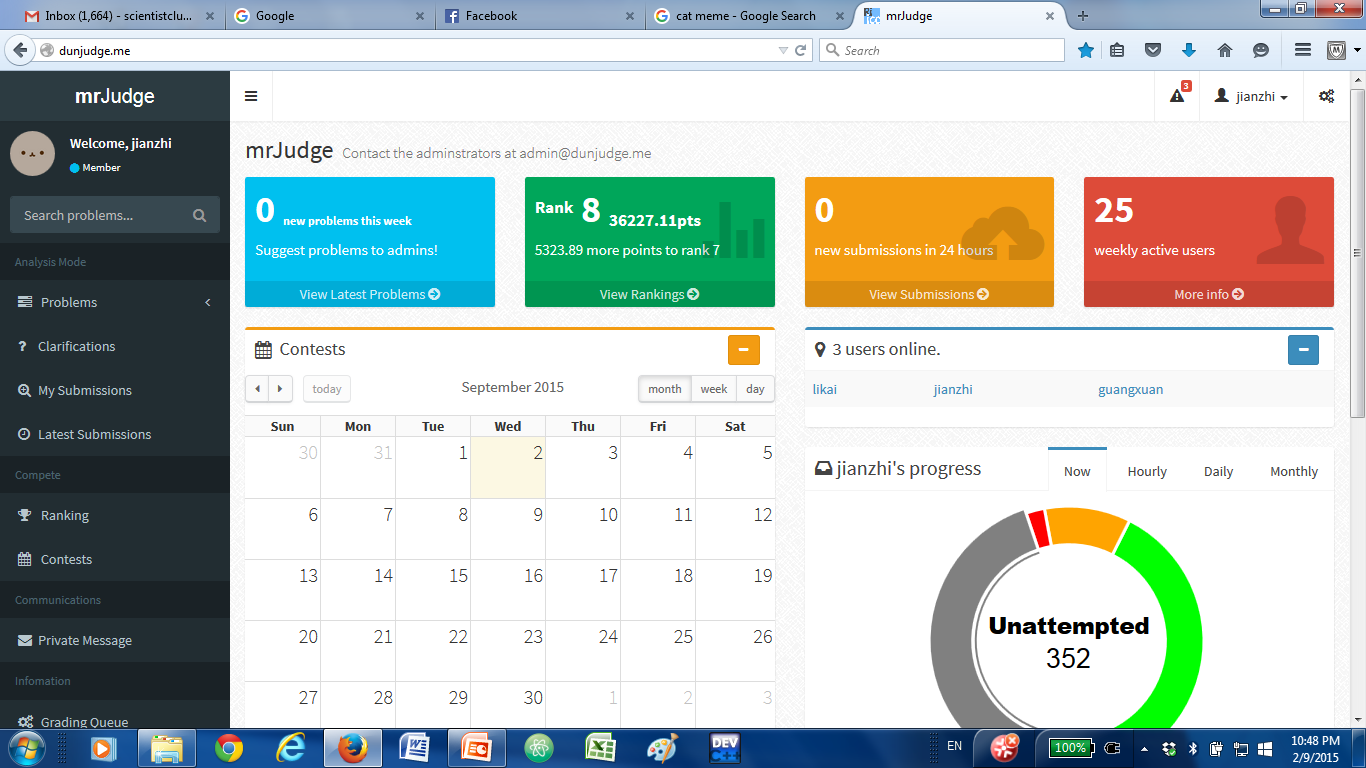 Inbox (1,664) - scientistclu...
Google
Facebook
cat meme - Google Search
mrJudge
dunjudge.me
Search
mrJudge
3
jianzhi
Welcome, jianzhi
Member
Search problems...
Analysis Mode
Problems
Clarifications
My Submissions
Latest Submissions
Compete
Ranking
Contests
Communications
Private Message
Infomation
Grading Queue
mrJudge Contact the adminstrators at admin@dunjudge.me
0 new problems this week
Suggest problems to admins!
View Latest Problems
Rank 8 36227.11pts
5323.89 more points to rank 7
View Rankings
0
new submissions in 24 hours
View Submissions
25
weekly active users
More info
Contests
today
September 2015
month week day
Sun Mon Tue Wed Thu Fri Sat
30 31 1 2 3 4 5
6 7 8 9 10 11 12
13 14 15 16 17 18 19
20 21 22 23 24 25 26
27 28 29 30 1 2 3
3 users online.
likai jianzhi guangxuan
jianzhi's progress
Now Hourly Daily Monthly
Unattempted
352
DEV
C++
EN
100%
10:48 PM
2/9/2015